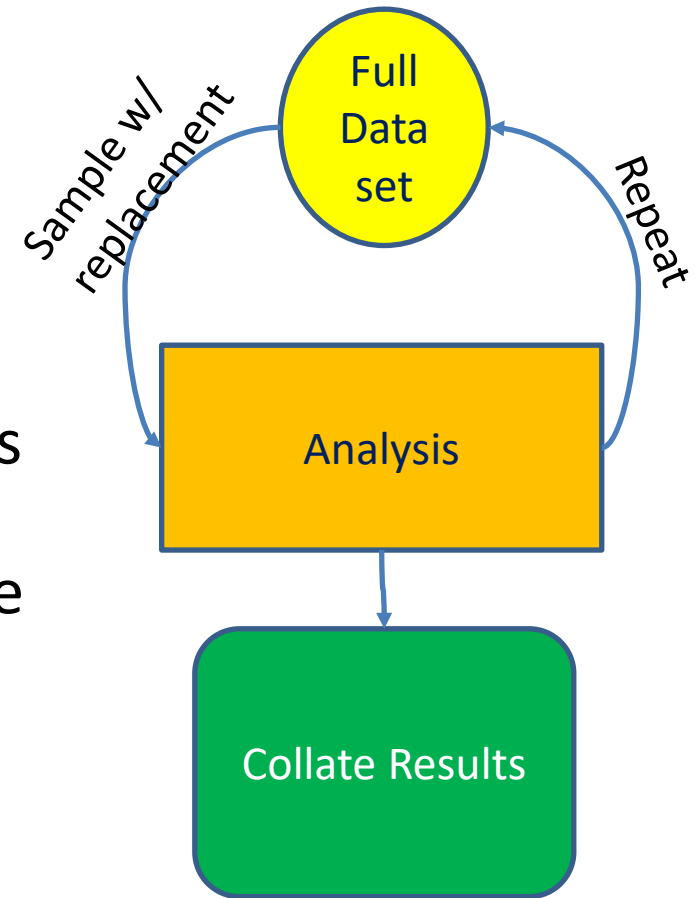 Full
Data
set
Sample w/
replacement
Repeat
Analysis
s
e
Collate Results